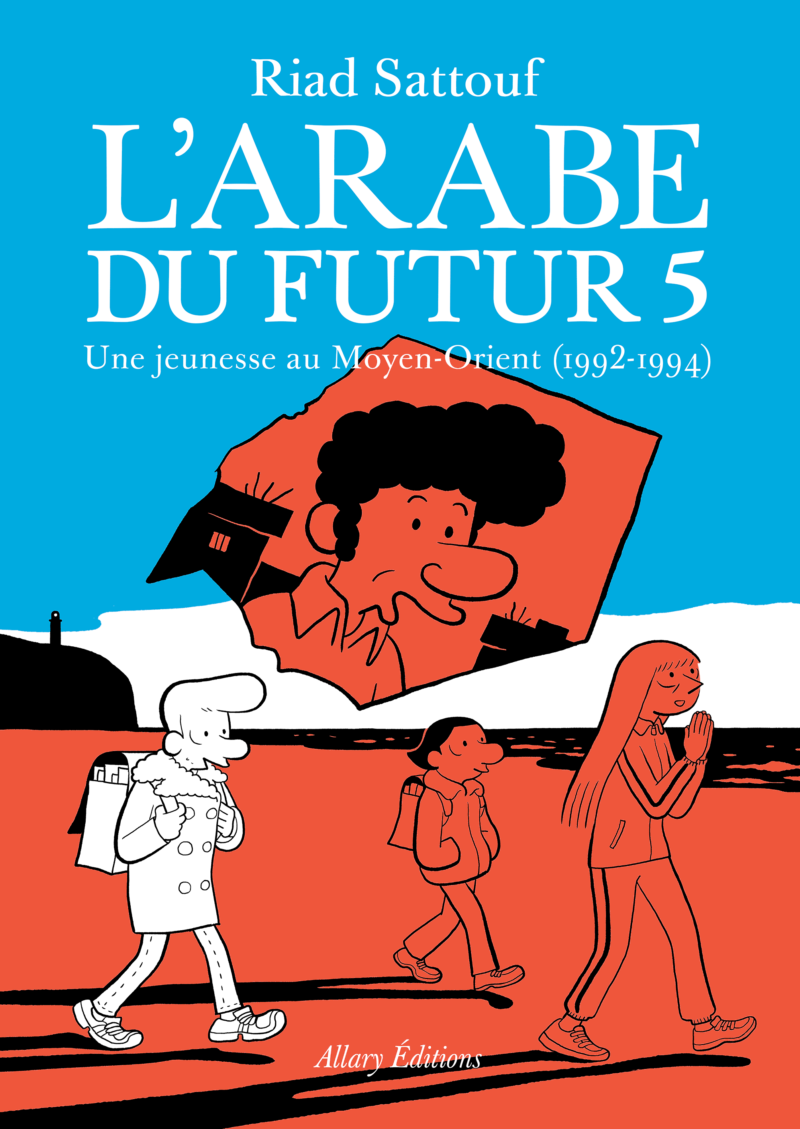 Riad Sattouf
L'ARABE
DU FUTUR 5
Une jeunesse au Moyen-Orient (1992-1994)
Allary Éditions